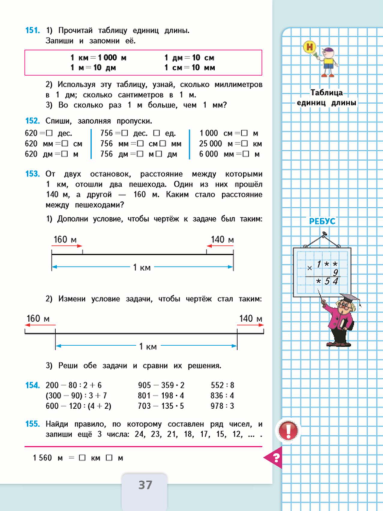 151. 1) Прочитай таблицу единиц длины.
Запиши и запомни её.
1 км = 1 000 м 1 дм = 10 см
1 м = 10 дм 1 см = 10 мм
2) Используя эту таблицу, узнай, сколько миллиметров
в 1 дм; сколько сантиметров в 1 м.
3) Во сколько раз 1 м больше, чем 1 мм?
152. Спиши, заполняя пропуски.
620 = □ дес. 756 = □ дес. □ ед. 1 000 см = □ м
620 мм = □ см 756 мм = □ см □ мм 25 000 м = □ км
620 дм = □ м 756 дм = □ м □ дм 6 000 мм = □ м
153. От двух остановок, расстояние между которыми
1 км, отошли два пешехода. Один из них прошёл
140 м, а другой — 160 м. Каким стало расстояние
между пешеходами?
1) Дополни условие, чтобы чертёж к задаче был таким:
160 м 140 м
1 км
2) Измени условие задачи, чтобы чертёж стал таким:
160 м 140 м
1 км
3) Реши обе задачи и сравни их решения.
154. 200 − 80 : 2 + 6 905 − 359 · 2 552 : 8
(300 − 90) : 3 + 7 801 − 198 · 4 836 : 4
600 − 120 : (4 + 2) 703 − 135 · 5 978 : 3
155. Найди правило, по которому составлен ряд чисел, и
запиши ещё 3 числа: 24, 23, 21, 18, 17, 15, 12, ... .
1 560 м = □ км □ м
37
Н
Таблица
единиц длины
РЕБУС
1 * *
× 9
* 5 4
!
?